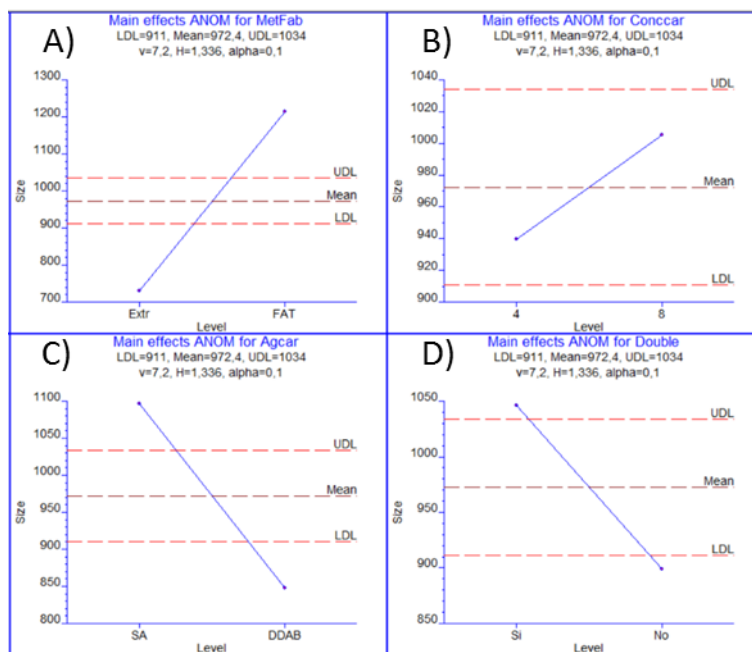 A)
Main effects ANOM for MetFab
LDL=911, Mean=972,4, UDL=1034
v=7,2, H=1,336, alpha=0,1
1300
1200
1100
1000
900
800
700
Size
UDL
Mean
LDL
Extr
FAT
Level
B)
Main effects ANOM for Conccar
LDL=911, Mean=972,4, UDL=1034
v=7,2, H=1,336, alpha=0,1
1040
1020
1000
980
960
940
920
900
Size
UDL
Mean
LDL
4
8
Level
C)
Main effects ANOM for Agcar
LDL=911, Mean=972,4, UDL=1034
v=7,2, H=1,336, alpha=0,1
1100
1050
1000
950
900
850
800
Size
UDL
Mean
LDL
SA
DDAB
Level
D)
Main effects ANOM for Double
LDL=911, Mean=972,4, UDL=1034
v=7,2, H=1,336, alpha=0,1
1050
1000
950
900
850
Size
UDL
Mean
LDL
Si
No
Level